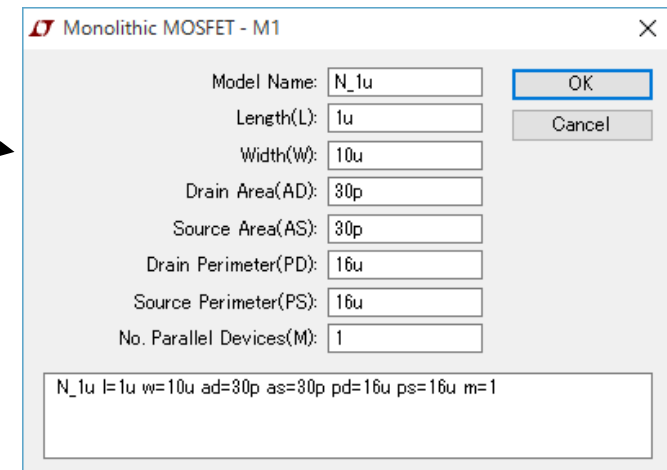 Monolithic MOSFET - M1
Model Name: N_1u OK
Length(L): 1u Cancel
Width(W): 10u
Drain Area(AD): 30p
Source Area(AS): 30p
Drain Perimeter(PD): 16u
Source Perimeter(PS): 16u
No. Parallel Devices(M): 1
N_1u l=1u w=10u ad=30p as=30p pd=16u ps=16u m=1